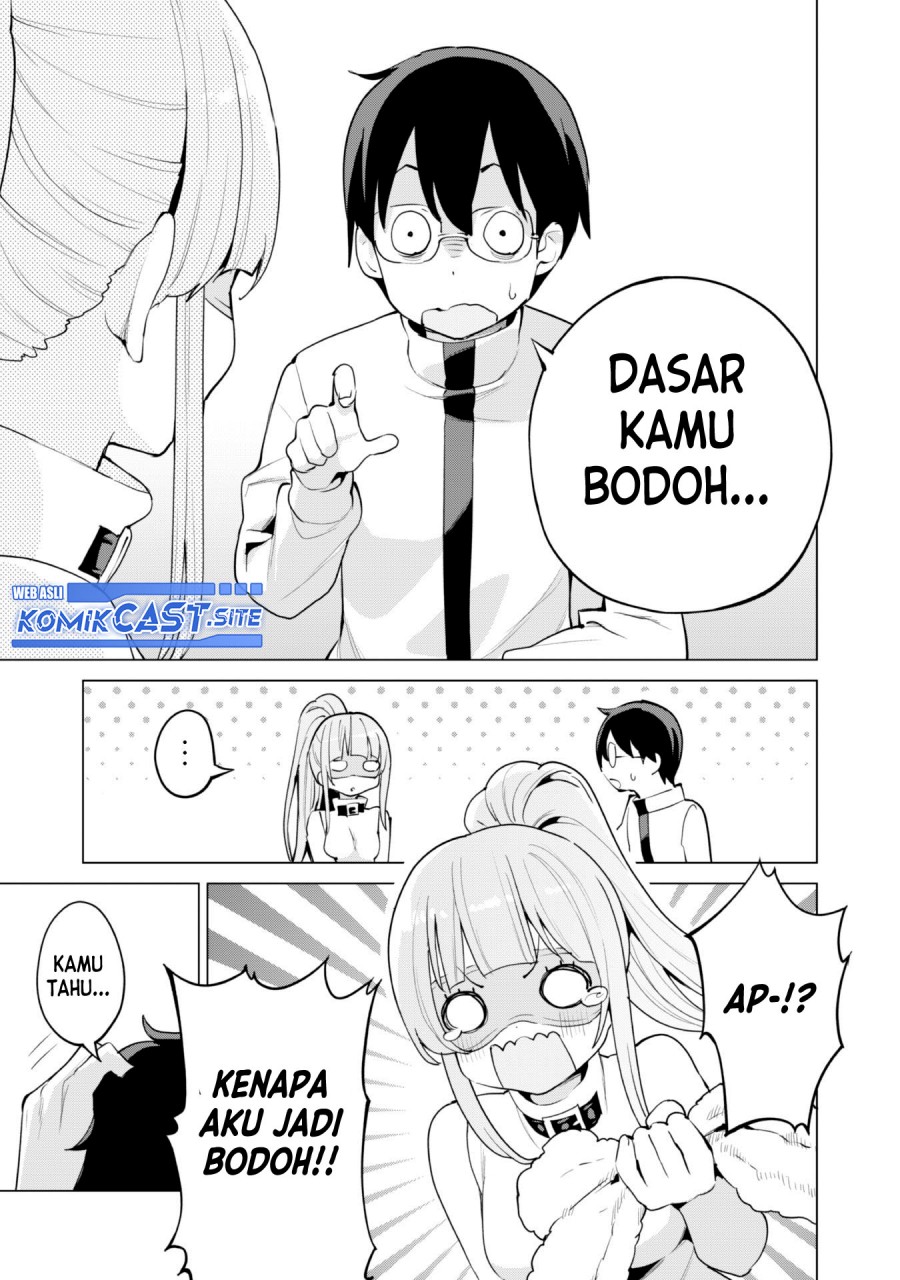 DASAR
KAMU
BODOH...
WEB ASLI
KOMIKCAST.SITE
...
AP-!?
KENAPA
AKU JADI
BODOH!!
KAMU
TAHU...